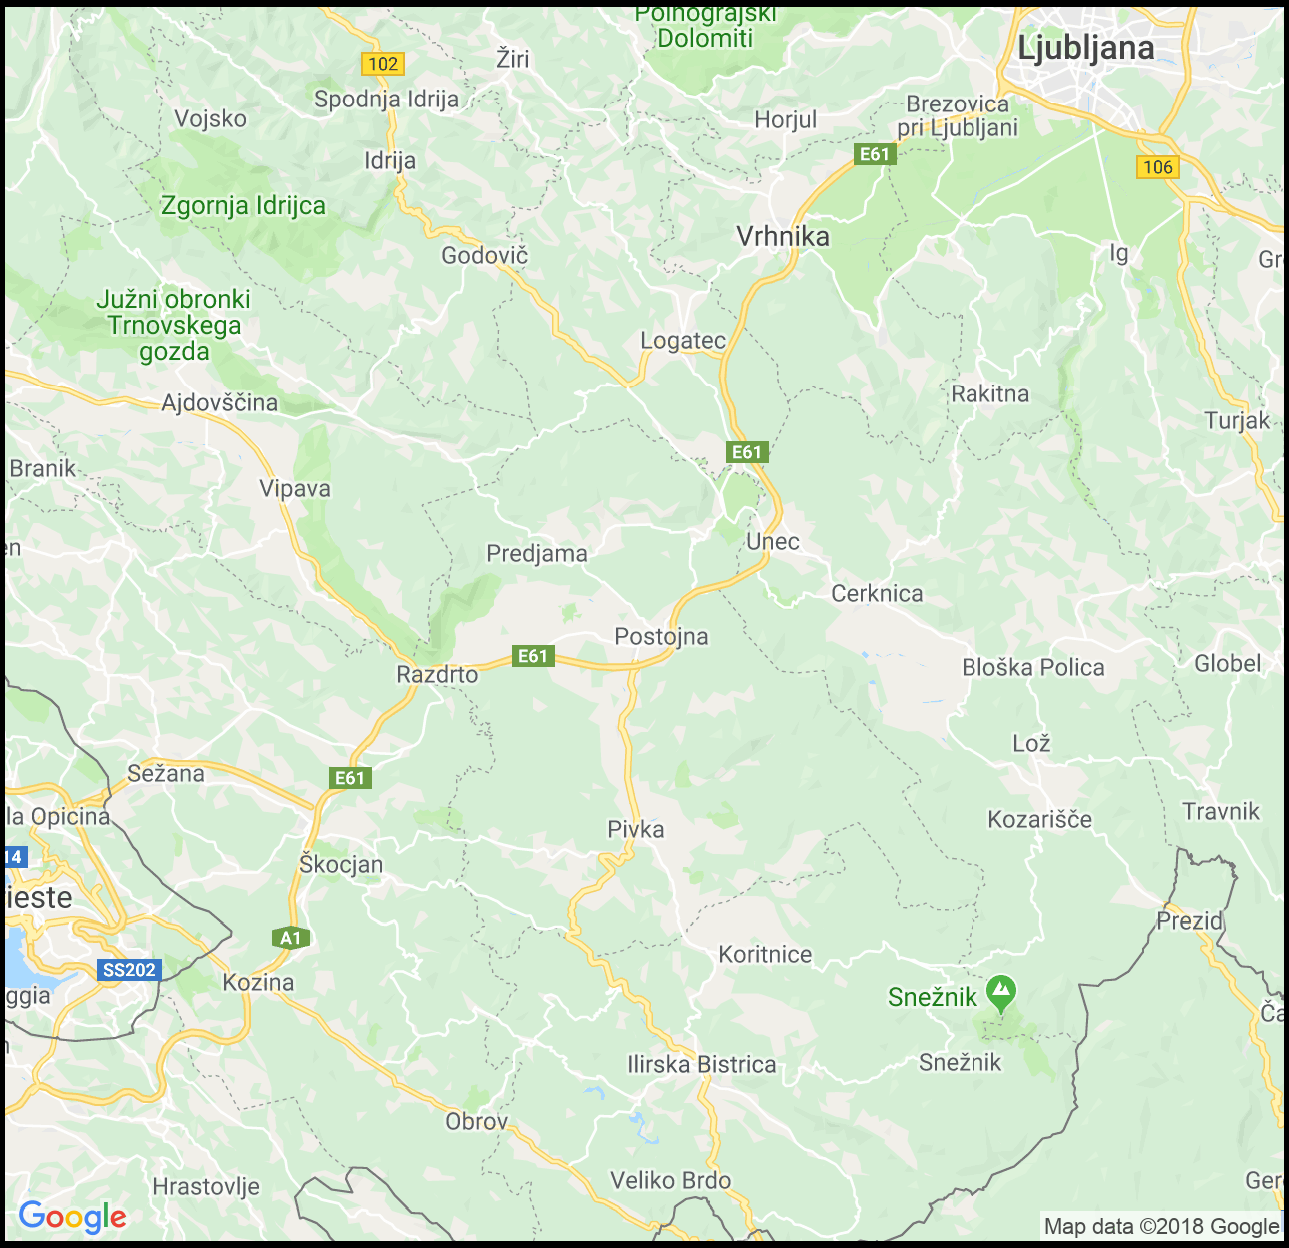 Polhograjski
Dolomiti
Ljubljana
Žiri
102
Spodnja Idrija
Vojsko
Horjul
Brezovica
pri Ljubljani
E61
106
Idrija
Zgornja Idrijca
Godovič
Vrhnika
Ig
Gr
Južni obronki
Trnovskega
gozda
Logatec
Ajdovščina
Rakitna
Turjak
E61
Branik
Vipava
en
Predjama
Unec
Cerknica
Postojna
E61
Razdrto
Bloška Polica
Globel
Lož
Sežana
E61
la Opicina
Pivka
Kozarišče
Travnik
14
Škocjan
rieste
Prezid
A1
Koritnice
SS202
Kozina
ggia
Snežnik
Ča
Ilirska Bistrica
Snežnik
Obrov
Hrastovlje
Veliko Brdo
Ger
Google
Map data ©2018 Google